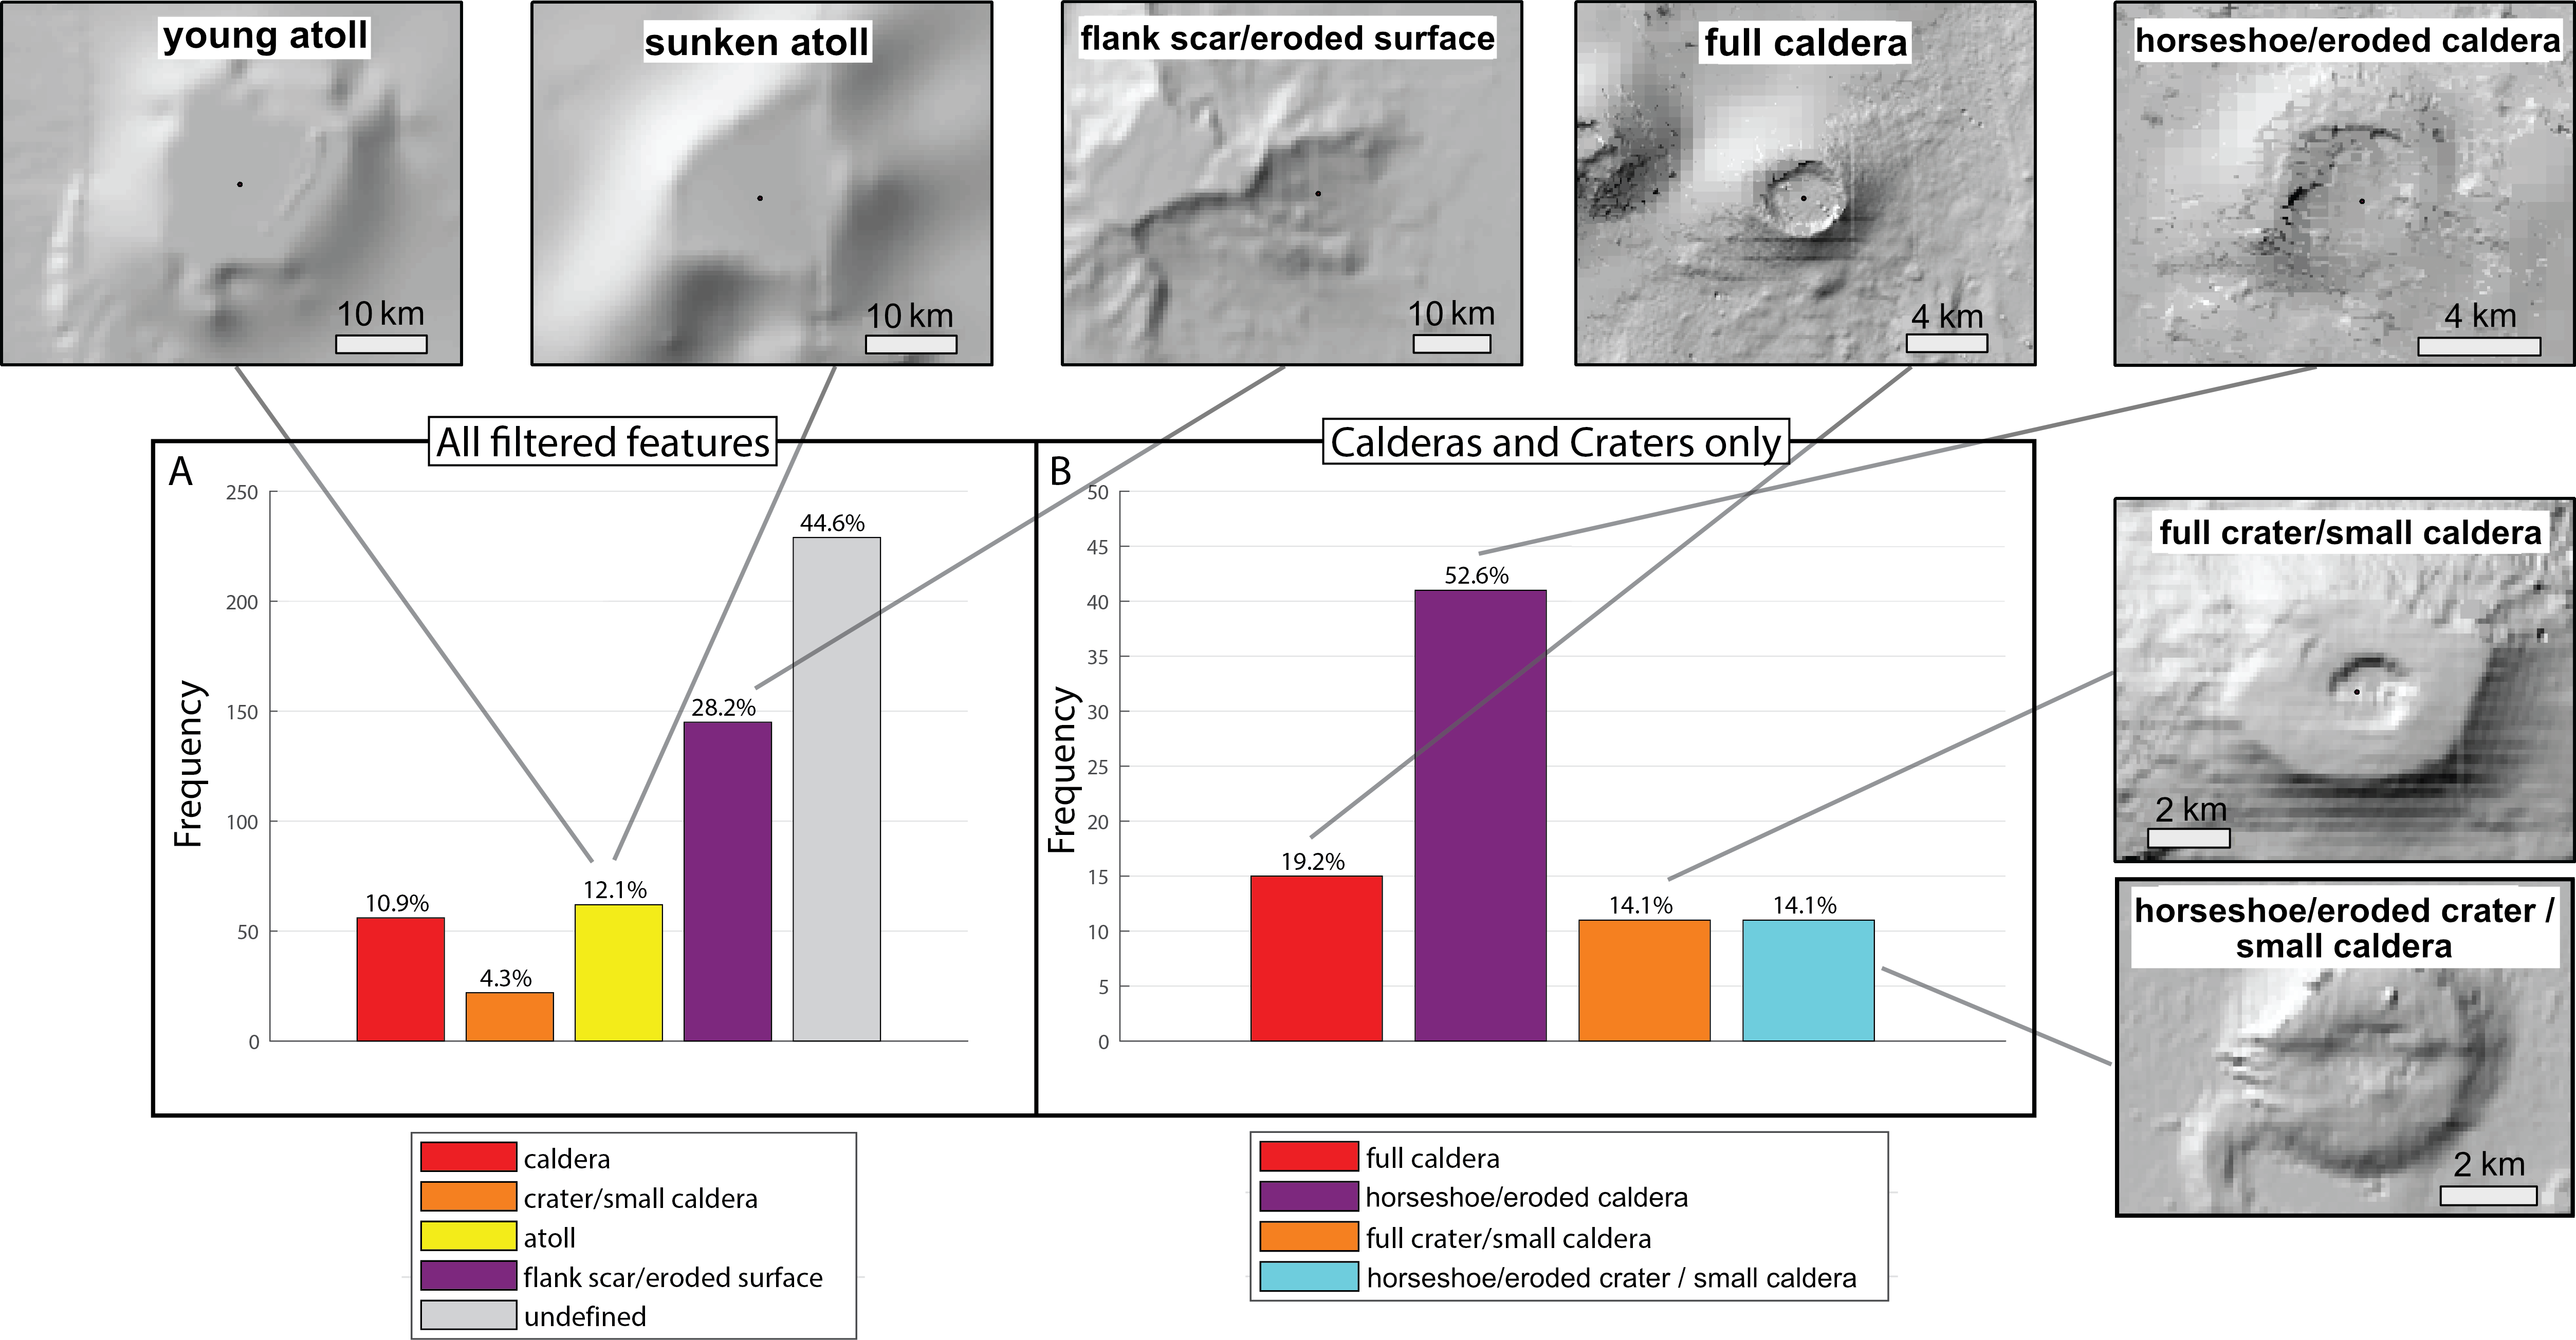 young atoll
10 km
sunken atoll
10 km
flank scar/eroded surface
10 km
full caldera
4 km
horseshoe/eroded caldera
4 km
All filtered features
A
Frequency
250
200
150
100
50
0
10.9%
4.3%
12.1%
28.2%
44.6%
Calderas and Craters only
B
Frequency
50
45
40
35
30
25
20
15
10
5
0
19.2%
52.6%
14.1%
14.1%
full crater/small caldera
2 km
horseshoe/eroded crater /
small caldera
2 km
caldera
crater/small caldera
atoll
flank scar/eroded surface
undefined
full caldera
horseshoe/eroded caldera
full crater/small caldera
horseshoe/eroded crater / small caldera